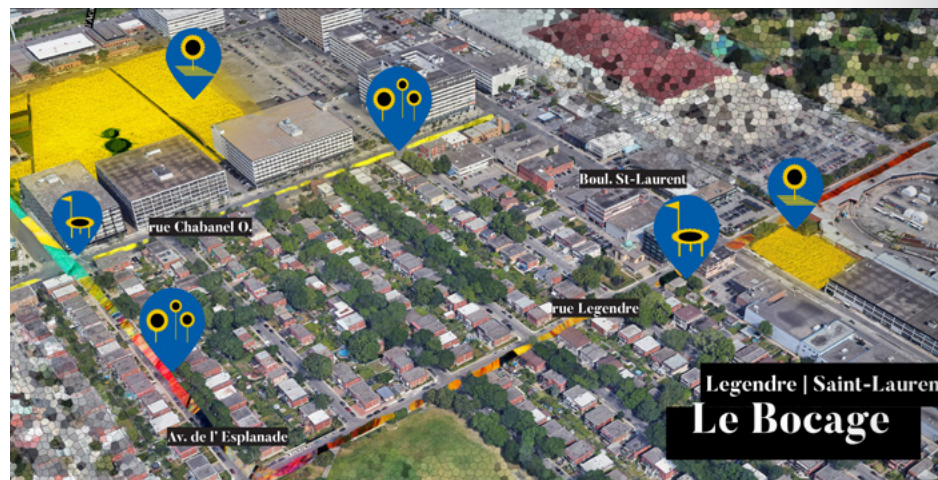 Boul. St-Laurent
rue Chabanel O.
rue Legendre
Legendre | Saint-Lauren
Le Bocage
Av. de l' Esplanade